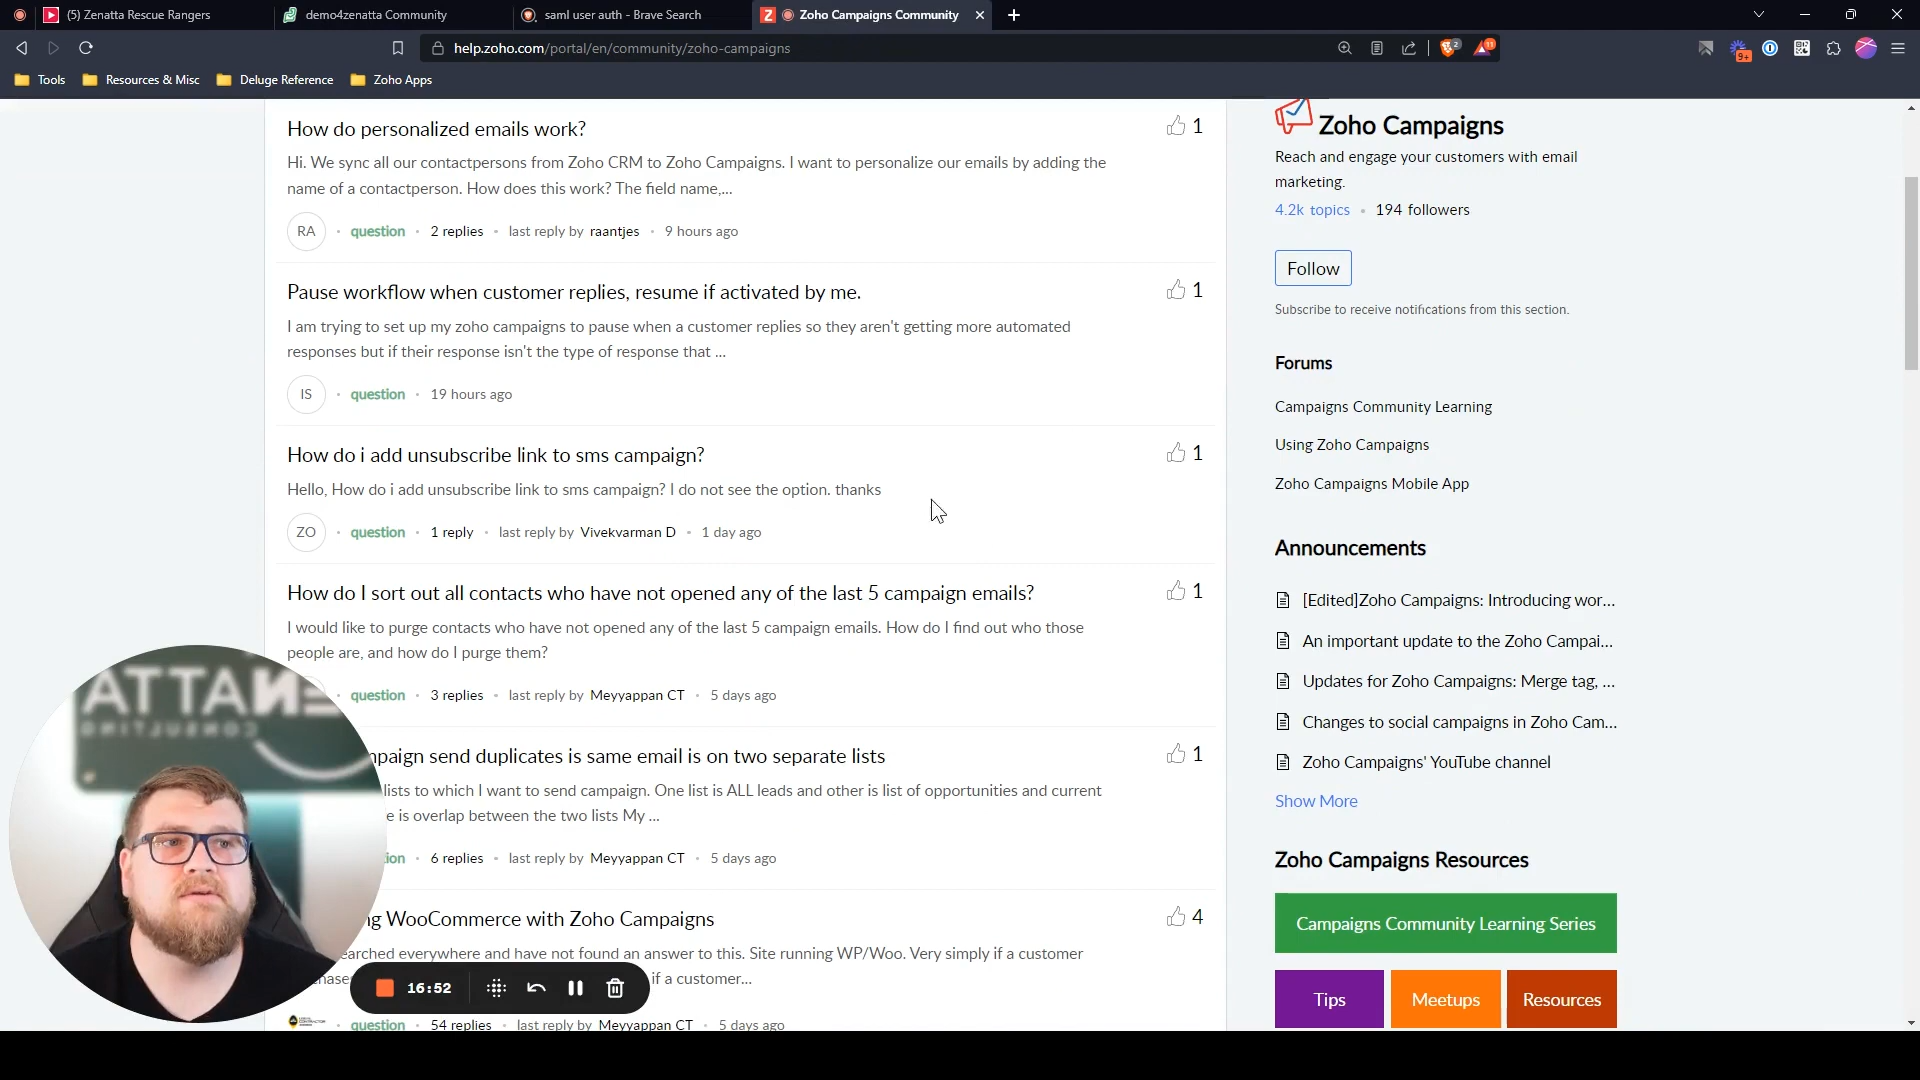 (5) Zenatta Rescue Rangers
demo4zenatta Community
saml user auth - Brave Search
Zoho Campaigns Community
help.zoho.com/portal/en/community/zoho-campaigns
2
11
9+
Tools
Resources & Misc
Deluge Reference
Zoho Apps
How do personalized emails work?
1
Hi. We sync all our contactpersons from Zoho CRM to Zoho Campaigns. I want to personalize our emails by adding the
name of a contactperson. How does this work? The field name,...
RA · question · 2 replies · last reply by raantjes · 9 hours ago
Pause workflow when customer replies, resume if activated by me.
1
I am trying to set up my zoho campaigns to pause when a customer replies so they aren't getting more automated
responses but if their response isn't the type of response that ...
IS · question · 19 hours ago
How do i add unsubscribe link to sms campaign?
1
Hello, How do i add unsubscribe link to sms campaign? I do not see the option. thanks
ZO · question · 1 reply · last reply by Vivekvarman D · 1 day ago
How do I sort out all contacts who have not opened any of the last 5 campaign emails?
1
I would like to purge contacts who have not opened any of the last 5 campaign emails. How do I find out who those
people are, and how do I purge them?
· question · 3 replies · last reply by Meyyappan CT · 5 days ago
npaign send duplicates is same email is on two separate lists
1
lists to which I want to send campaign. One list is ALL leads and other is list of opportunities and current
e is overlap between the two lists My ...
ion · 6 replies · last reply by Meyyappan CT · 5 days ago
ng WooCommerce with Zoho Campaigns
4
earched everywhere and have not found an answer to this. Site running WP/Woo. Very simply if a customer
if a customer...
· question · 54 replies · last reply by Meyyappan CT · 5 days ago
16:52
Zoho Campaigns
Reach and engage your customers with email
marketing.
4.2k topics • 194 followers
Follow
Subscribe to receive notifications from this section.
Forums
Campaigns Community Learning
Using Zoho Campaigns
Zoho Campaigns Mobile App
Announcements
[Edited]Zoho Campaigns: Introducing wor...
An important update to the Zoho Campai...
Updates for Zoho Campaigns: Merge tag, ...
Changes to social campaigns in Zoho Cam...
Zoho Campaigns' YouTube channel
Show More
Zoho Campaigns Resources
Campaigns Community Learning Series
Tips
Meetups
Resources